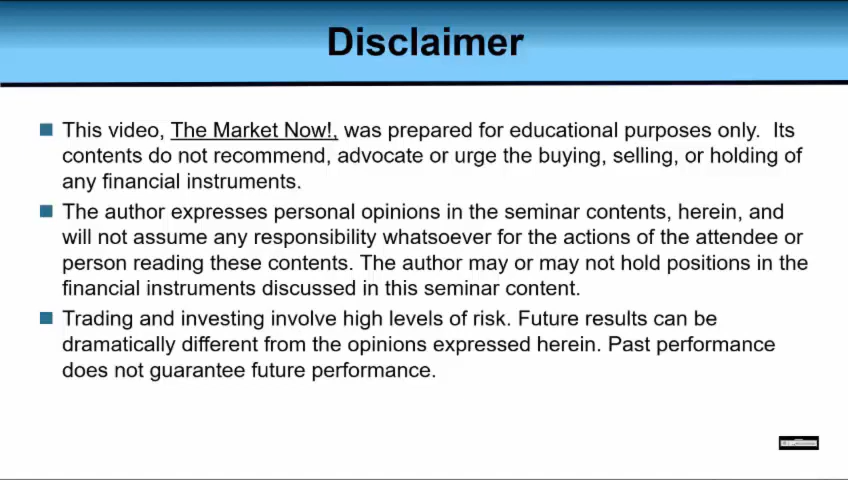 Disclaimer
This video, The Market Now!, was prepared for educational purposes only.  Its
contents do not recommend, advocate or urge the buying, selling, or holding of
any financial instruments.
The author expresses personal opinions in the seminar contents, herein, and
will not assume any responsibility whatsoever for the actions of the attendee or
person reading these contents. The author may or may not hold positions in the
financial instruments discussed in this seminar content.
Trading and investing involve high levels of risk. Future results can be
dramatically different from the opinions expressed herein. Past performance
does not guarantee future performance.